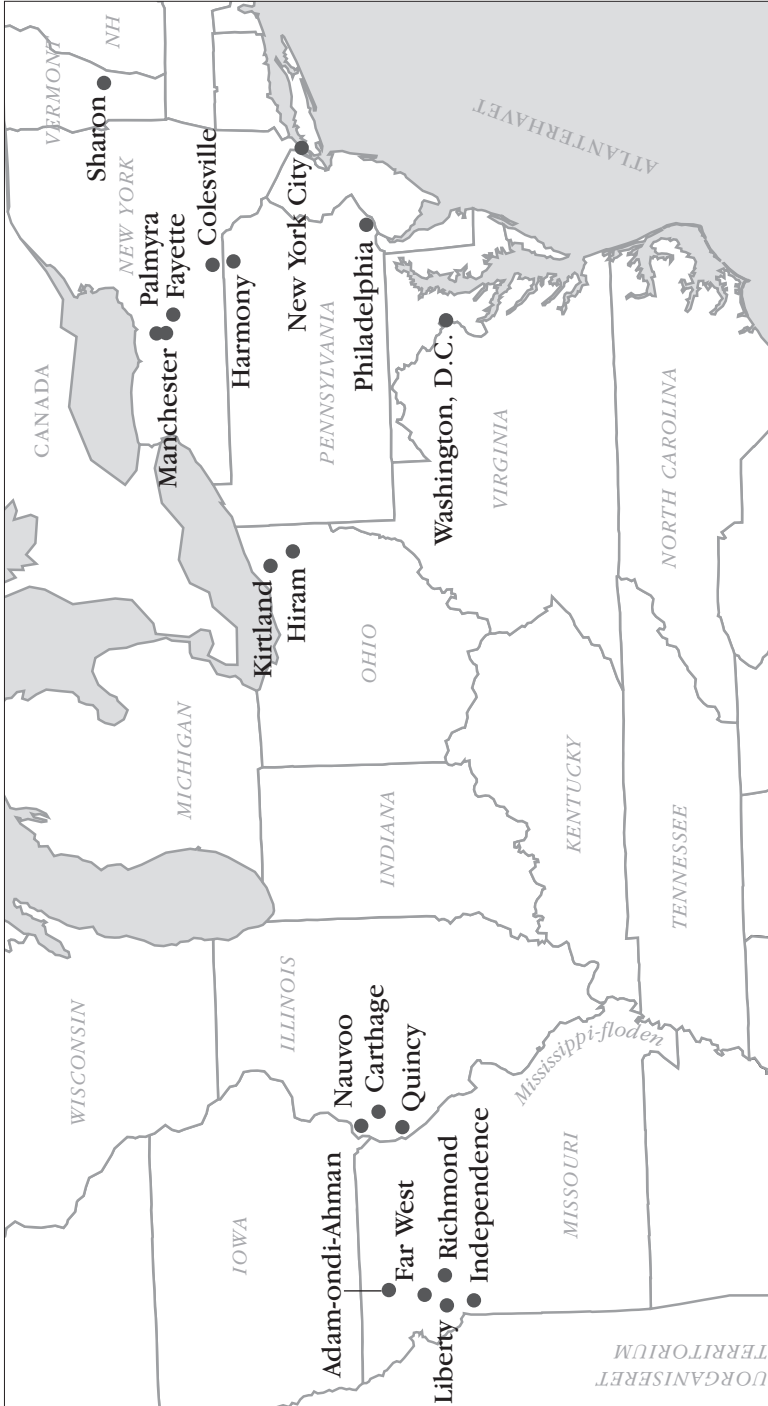 CANADA
VERMONT
NH
Sharon
NEW YORK
Palmyra
Fayette
Manchester
Colesville
Harmony
New York City
PENNSYLVANIA
Philadelphia
Washington, D.C.
ATLANTERHAVET
VIRGINIA
NORTH CAROLINA
Kirtland
Hiram
OHIO
MICHIGAN
INDIANA
KENTUCKY
TENNESSEE
WISCONSIN
ILLINOIS
Nauvoo
Carthage
Quincy
Mississippi-floden
IOWA
Adam-ondi-Ahman
Far West
Richmond
Liberty
Independence
MISSOURI
UORGANISERET
TERRITORIUM